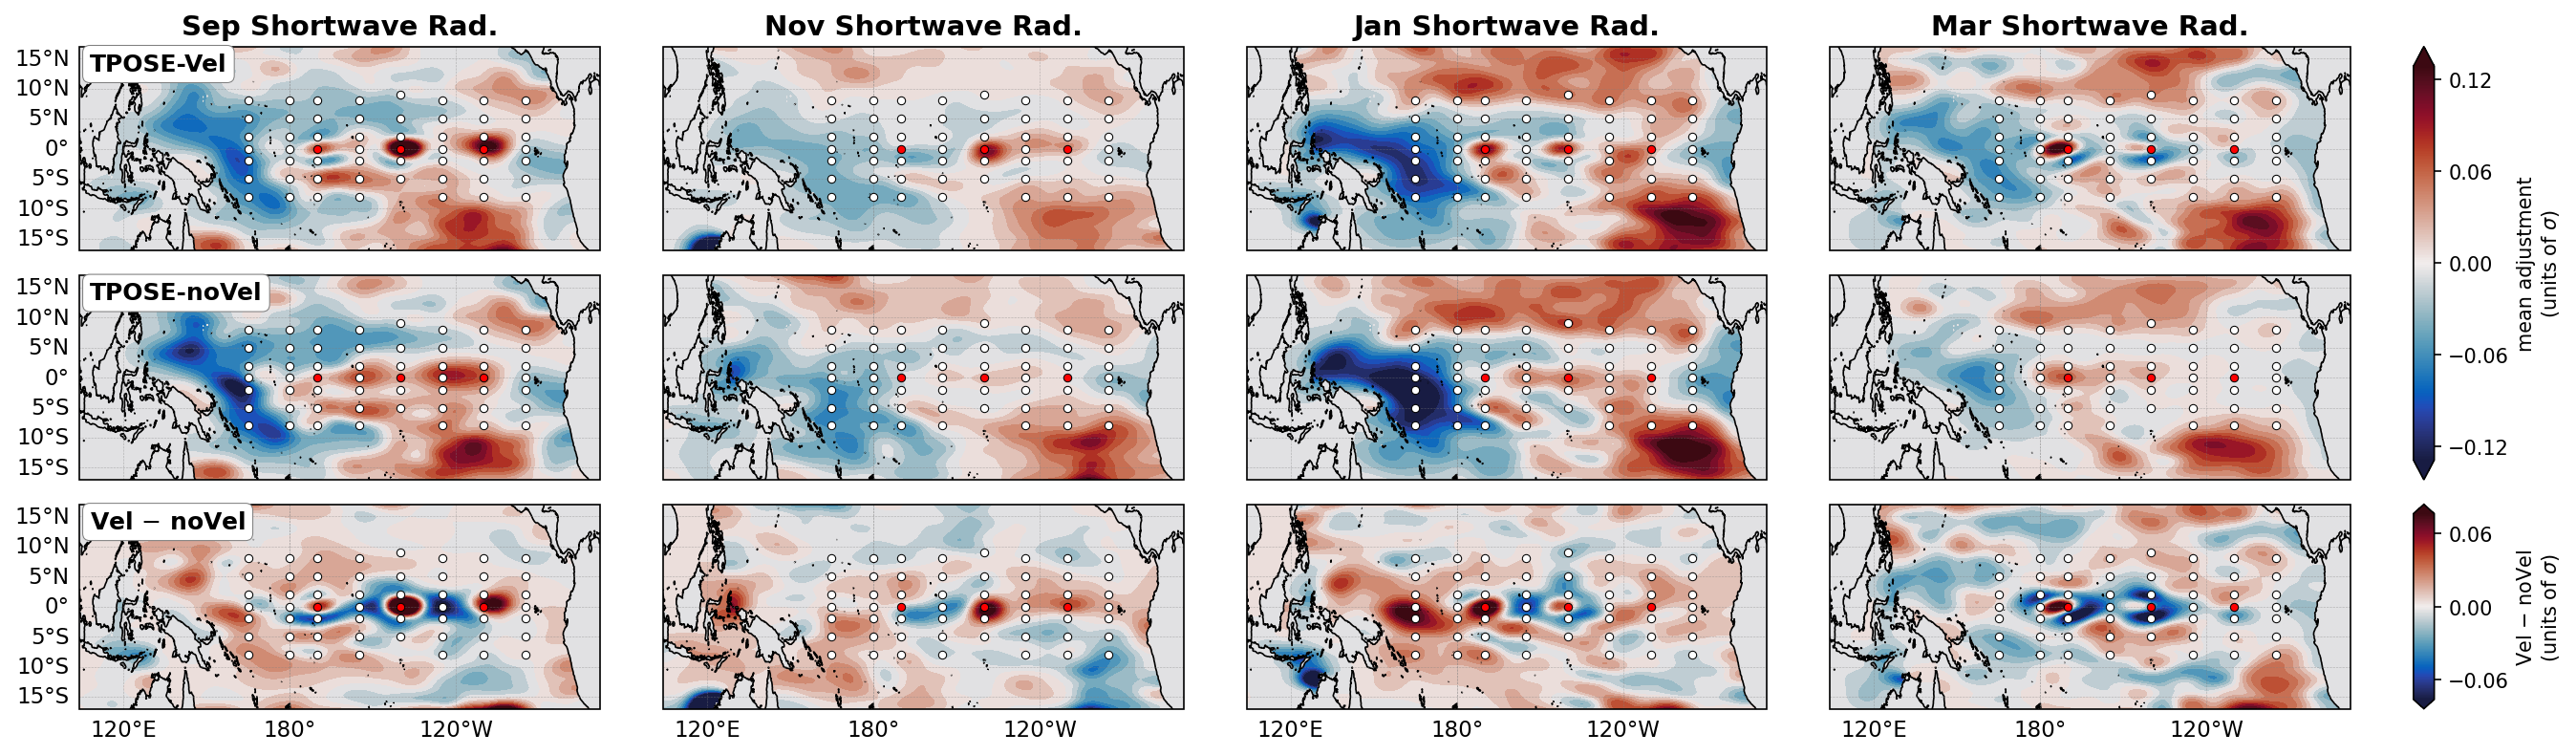 Sep Shortwave Rad.
Nov Shortwave Rad.
Jan Shortwave Rad.
Mar Shortwave Rad.
TPOSE-Vel
15°N
10°N
5°N
0°
5°S
10°S
15°S
TPOSE-noVel
15°N
10°N
5°N
0°
5°S
10°S
15°S
Vel − noVel
15°N
10°N
5°N
0°
5°S
10°S
15°S
120°E 180° 120°W
120°E 180° 120°W
120°E 180° 120°W
120°E 180° 120°W
0.12
0.06
0.00
−0.06
−0.12
mean adjustment
(units of σ)
0.06
0.00
−0.06
Vel − noVel
(units of σ)